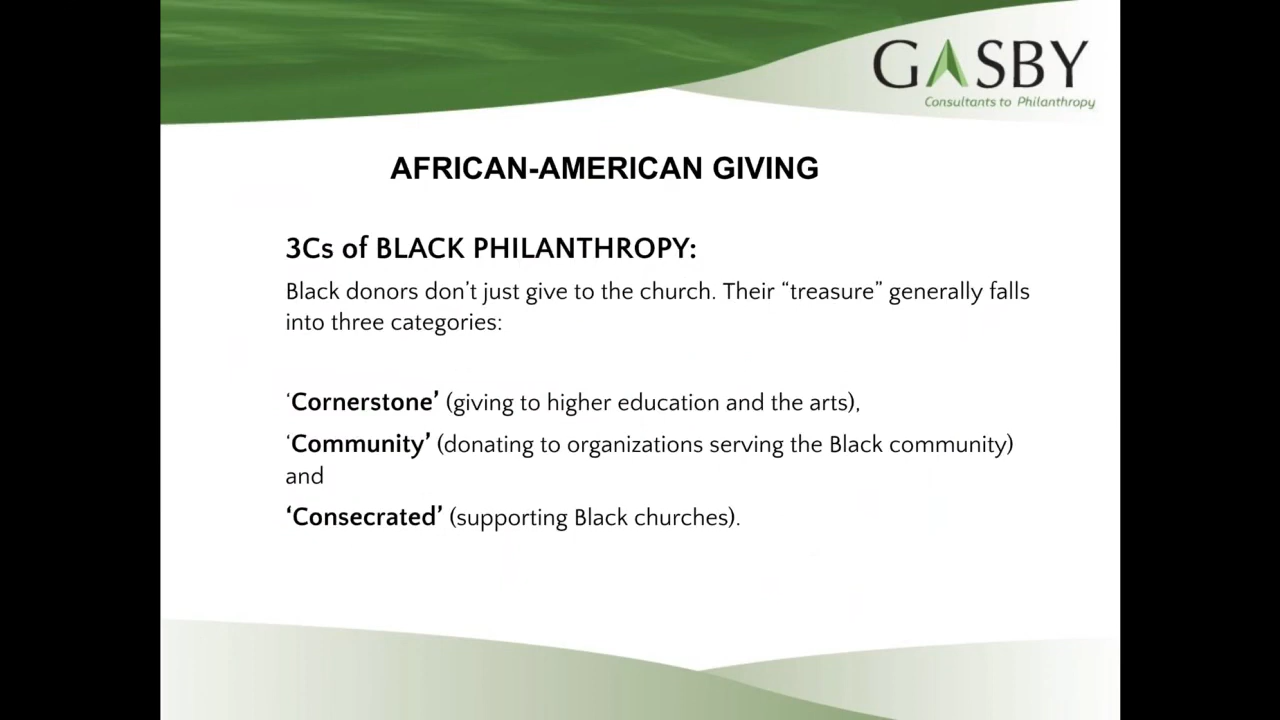 GASBY
Consultants to Philanthropy
AFRICAN-AMERICAN GIVING
3Cs of BLACK PHILANTHROPY:
Black donors don’t just give to the church. Their “treasure” generally falls
into three categories:
‘Cornerstone’ (giving to higher education and the arts),
‘Community’ (donating to organizations serving the Black community)
and
‘Consecrated’ (supporting Black churches).